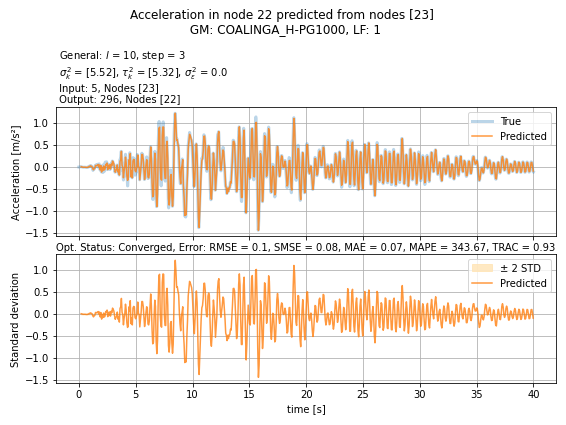 Acceleration in node 22 predicted from nodes [23]
GM: COALINGA_H-PG1000, LF: 1
General: l = 10, step = 3
σ_k² = [5.52], τ_k² = [5.32], σ_ε² = 0.0
Input: 5, Nodes [23]
Output: 296, Nodes [22]
Acceleration [m/s²]
1.0
0.5
0.0
−0.5
−1.0
−1.5
True
Predicted
Opt. Status: Converged, Error: RMSE = 0.1, SMSE = 0.08, MAE = 0.07, MAPE = 343.67, TRAC = 0.93
Standard deviation
1.0
0.5
0.0
−0.5
−1.0
−1.5
± 2 STD
Predicted
0 5 10 15 20 25 30 35 40
time [s]